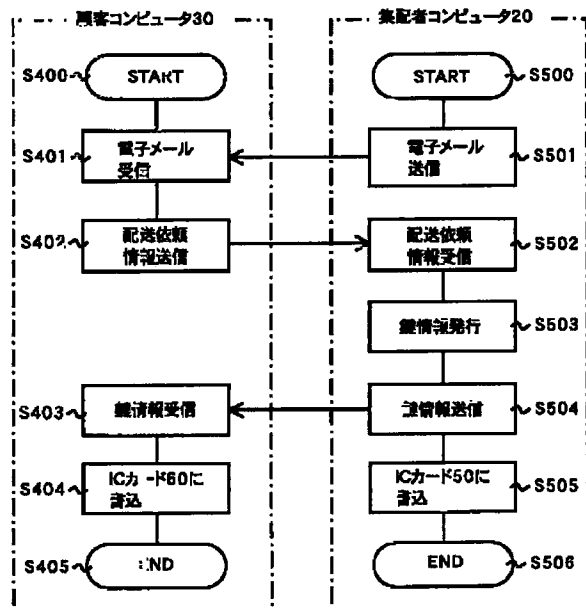 顧客コンピュータ30
集配者コンピュータ20
S400
START
START
S500
S401
電子メール
受信
電子メール
送信
S501
S402
配送依頼
情報送信
配送依頼
情報受信
S502
鍵情報発行
S503
S403
鍵情報受信
鍵情報送信
S504
S404
ICカード60に
書込
ICカード50に
書込
S505
S405
END
END
S506